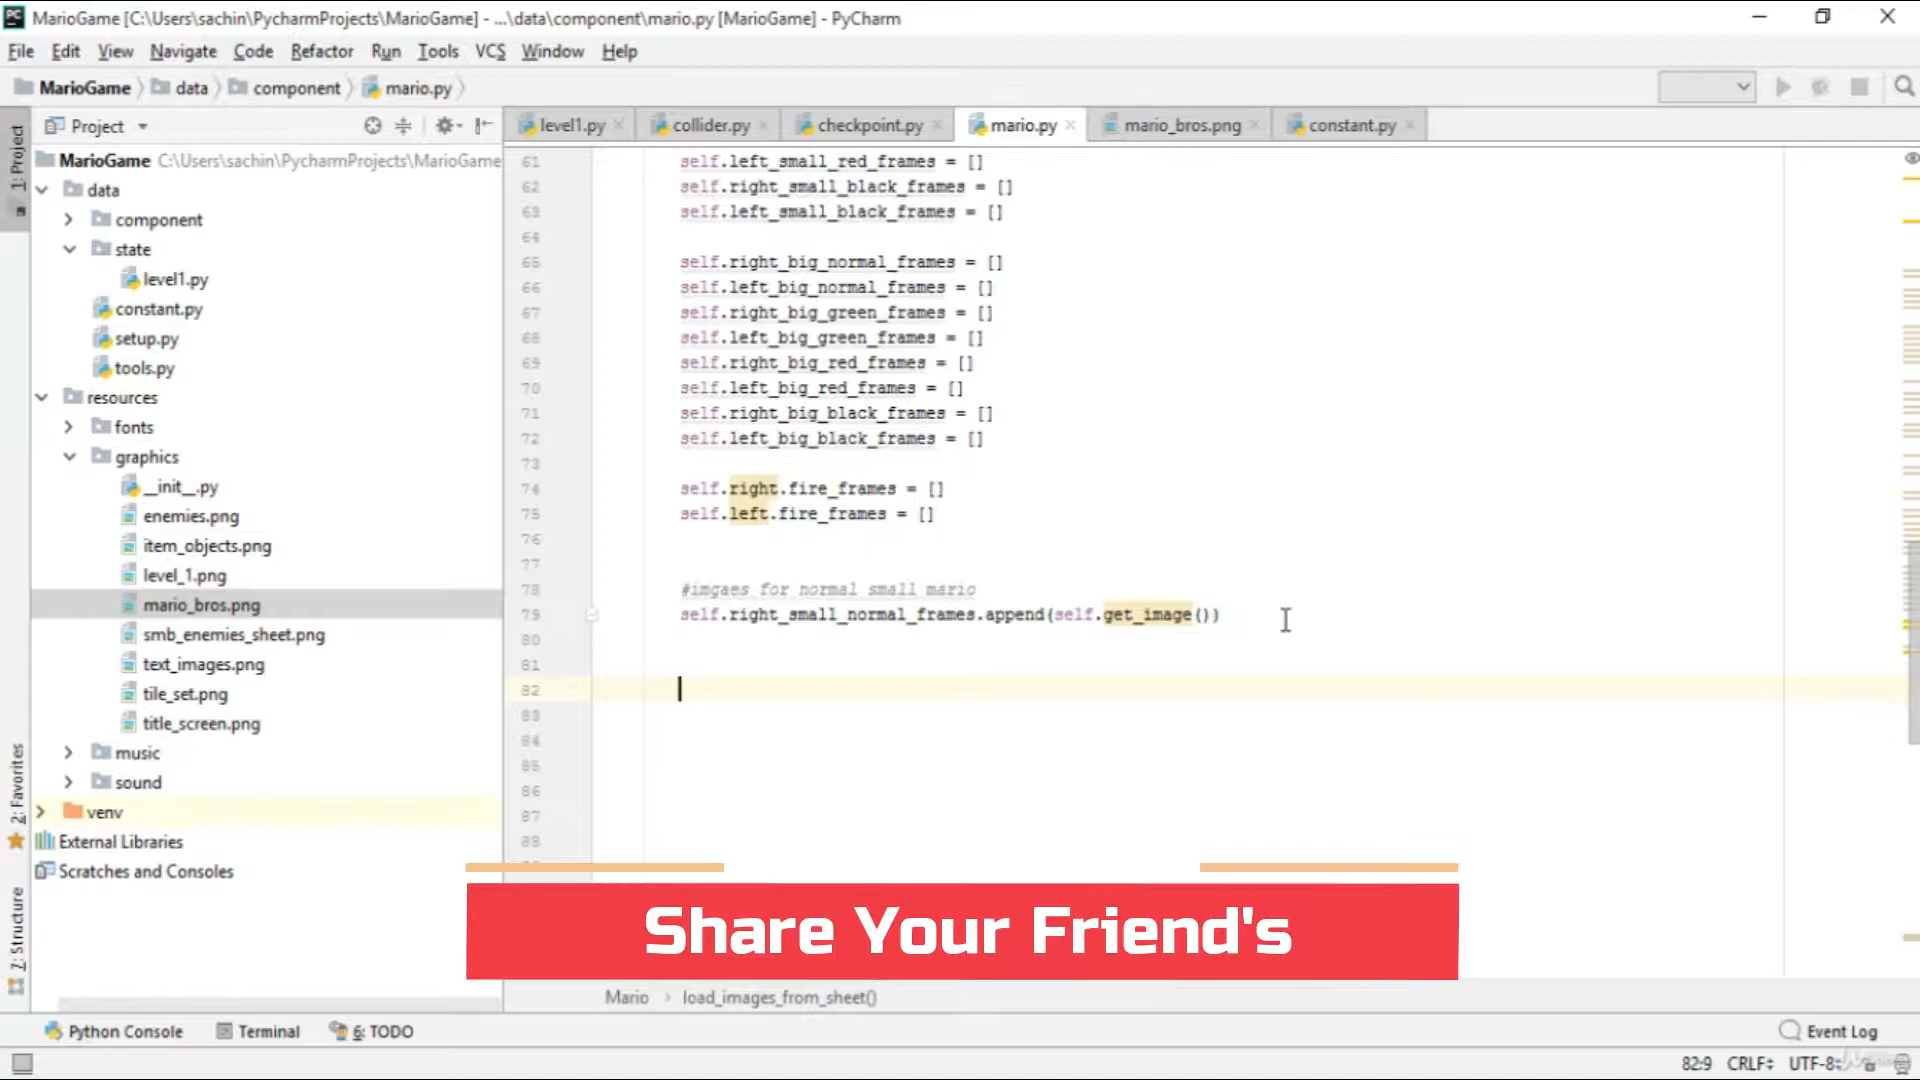 MarioGame [C:\Users\sachin\PycharmProjects\MarioGame] - ...\data\component\mario.py [MarioGame] - PyCharm
File Edit View Navigate Code Refactor Run Tools VCS Window Help
MarioGame data component mario.py
1: Project
Project
level1.py collider.py checkpoint.py mario.py mario_bros.png constant.py
MarioGame C:\Users\sachin\PycharmProjects\MarioGame
data
component
state
level1.py
constant.py
setup.py
tools.py
resources
fonts
graphics
__init__.py
enemies.png
item_objects.png
level_1.png
mario_bros.png
smb_enemies_sheet.png
text_images.png
tile_set.png
title_screen.png
music
sound
venv
External Libraries
Scratches and Consoles
2: Favorites
7: Structure
61 self.left_small_red_frames = []
62 self.right_small_black_frames = []
63 self.left_small_black_frames = []
64
65 self.right_big_normal_frames = []
66 self.left_big_normal_frames = []
67 self.right_big_green_frames = []
68 self.left_big_green_frames = []
69 self.right_big_red_frames = []
70 self.left_big_red_frames = []
71 self.right_big_black_frames = []
72 self.left_big_black_frames = []
73
74 self.right.fire_frames = []
75 self.left.fire_frames = []
76
77
78 #imgaes for normal small mario
79 self.right_small_normal_frames.append(self.get_image())
80
81
82
83
84
85
86
87
88
Share Your Friend's
Mario load_images_from_sheet()
Python Console Terminal 6: TODO Event Log
82:9 CRLF UTF-8